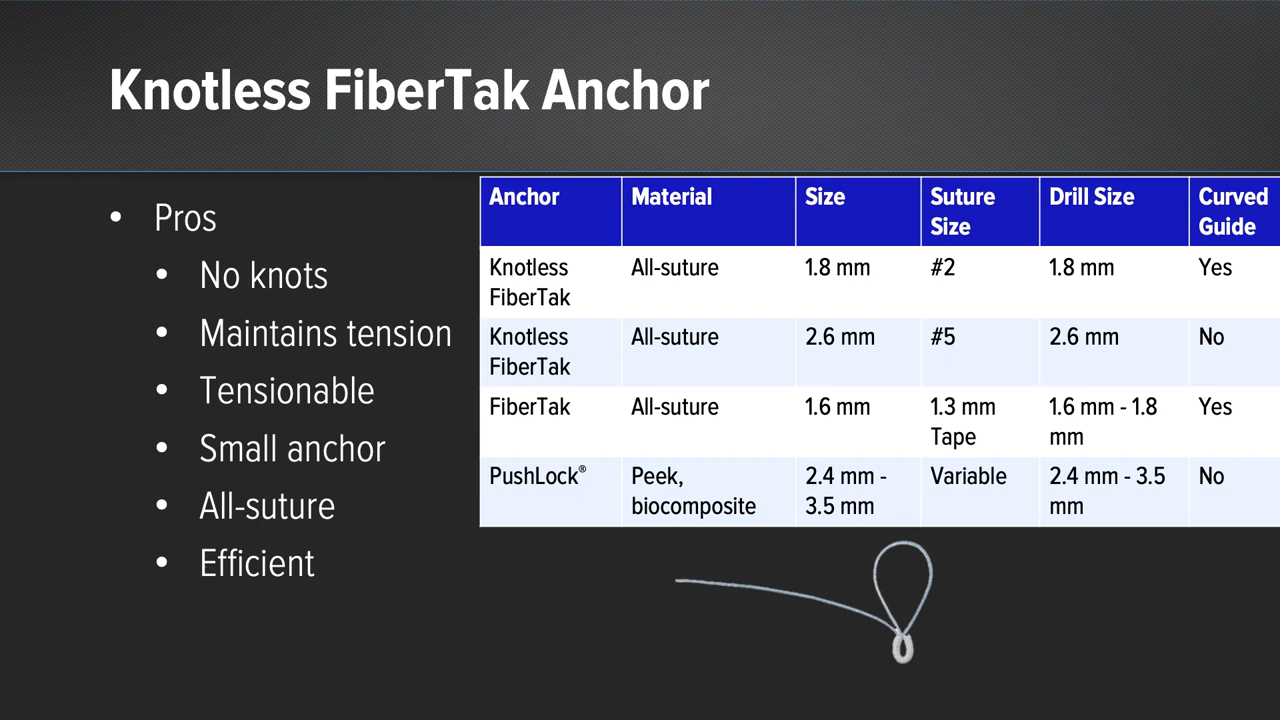 Knotless FiberTak Anchor
• Pros
• No knots
• Maintains tension
• Tensionable
• Small anchor
• All-suture
• Efficient
Anchor Material Size Suture Size Drill Size Curved Guide
Knotless FiberTak All-suture 1.8 mm #2 1.8 mm Yes
Knotless FiberTak All-suture 2.6 mm #5 2.6 mm No
FiberTak All-suture 1.6 mm 1.3 mm Tape 1.6 mm - 1.8 mm Yes
PushLock® Peek, biocomposite 2.4 mm - 3.5 mm Variable 2.4 mm - 3.5 mm No